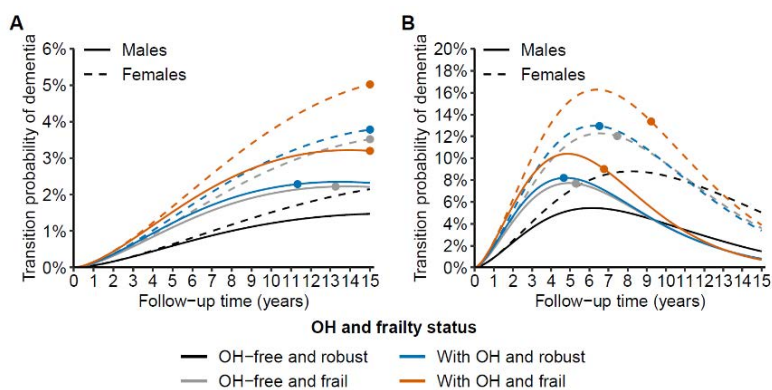 A
Transition probability of dementia
6%
5%
4%
3%
2%
1%
0%
Males
Females
0 1 2 3 4 5 6 7 8 9 10 11 12 13 14 15
Follow−up time (years)
B
Transition probability of dementia
20%
18%
16%
14%
12%
10%
8%
6%
4%
2%
0%
Males
Females
0 1 2 3 4 5 6 7 8 9 10 11 12 13 14 15
Follow−up time (years)
OH and frailty status
OH−free and robust
With OH and robust
OH−free and frail
With OH and frail